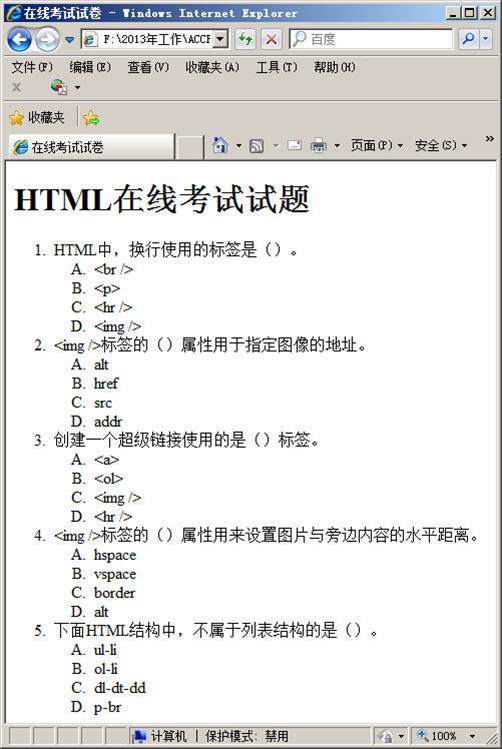 在线考试试卷 - Windows Internet Explorer
F:\2013年工作\ACCF
百度
文件(F) 编辑(E) 查看(V) 收藏夹(A) 工具(T) 帮助(H)
收藏夹
在线考试试卷 页面(P) 安全(S) »
HTML在线考试试题
1. HTML中，换行使用的标签是（）。
A. <br />
B. <p>
C. <hr />
D. <img />
2. <img />标签的（）属性用于指定图像的地址。
A. alt
B. href
C. src
D. addr
3. 创建一个超级链接使用的是（）标签。
A. <a>
B. <ol>
C. <img />
D. <hr />
4. <img />标签的（）属性用来设置图片与旁边内容的水平距离。
A. hspace
B. vspace
C. border
D. alt
5. 下面HTML结构中，不属于列表结构的是（）。
A. ul-li
B. ol-li
C. dl-dt-dd
D. p-br
计算机 | 保护模式: 禁用 100%